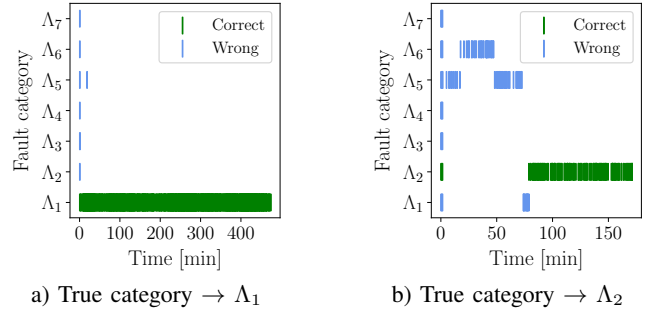 Fault category
Λ7
Λ6
Λ5
Λ4
Λ3
Λ2
Λ1
Correct
Wrong
0 100 200 300 400
Time [min]
a) True category → Λ1
Fault category
Λ7
Λ6
Λ5
Λ4
Λ3
Λ2
Λ1
Correct
Wrong
0 50 100 150
Time [min]
b) True category → Λ2